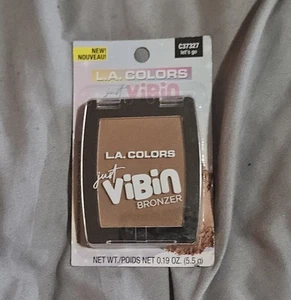 NEW!
NOUVEAU!
C37327
let's go
L.A. COLORS
just
ViBin
L.A. COLORS
just
ViBin
BRONZER
NET WT./POIDS NET 0.19 OZ. (5.5 g)